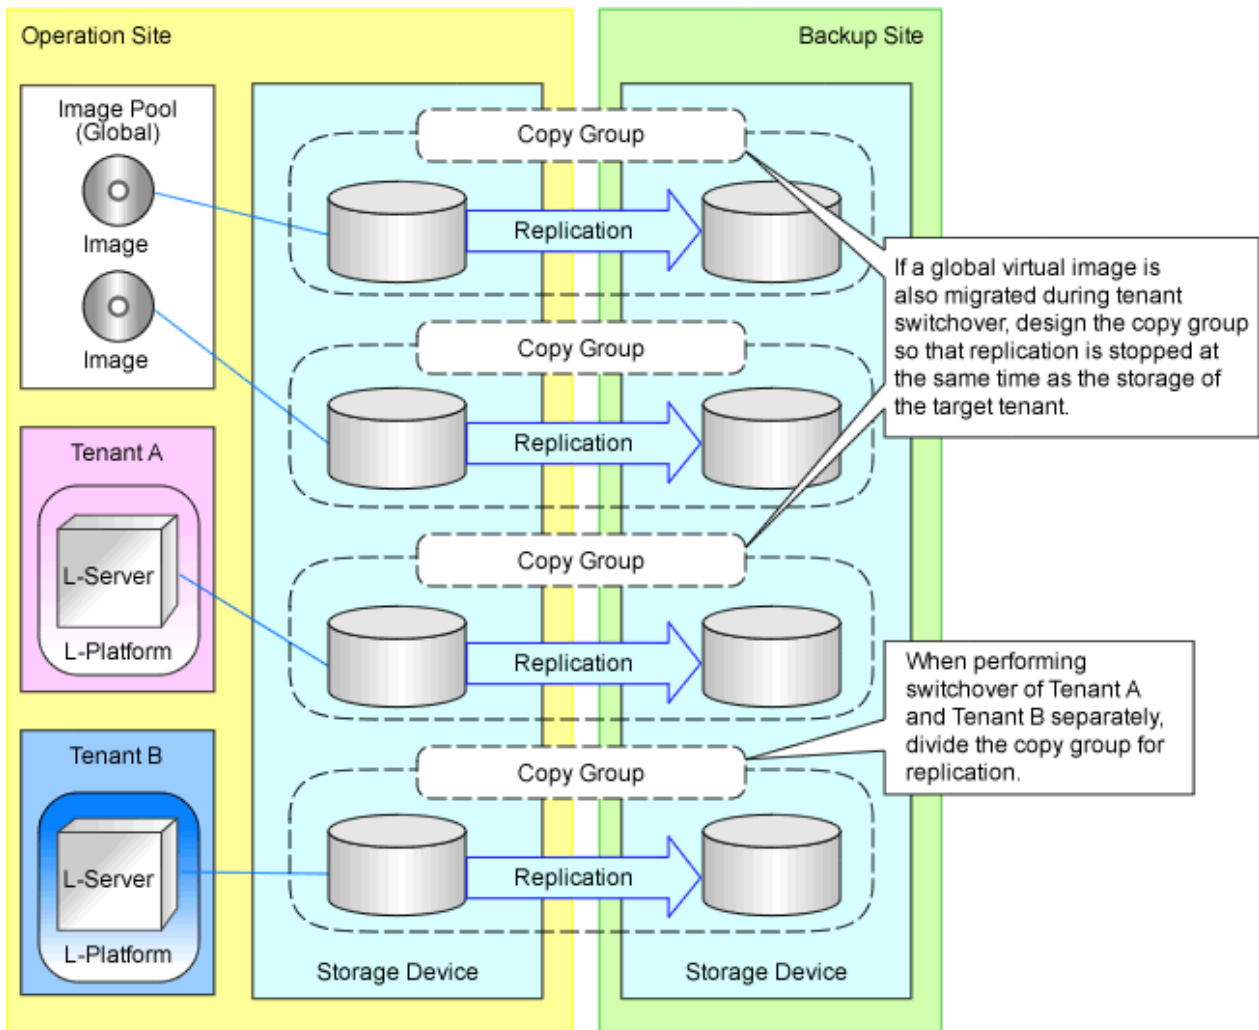 Operation Site
Backup Site
Image Pool
(Global)
Image
Image
Copy Group
Replication
Copy Group
Replication
If a global virtual image is
also migrated during tenant
switchover, design the copy group
so that replication is stopped at
the same time as the storage of
the target tenant.
Tenant A
L-Server
L-Platform
Copy Group
Replication
When performing
switchover of Tenant A
and Tenant B separately,
divide the copy group for
replication.
Tenant B
L-Server
L-Platform
Copy Group
Replication
Storage Device
Storage Device